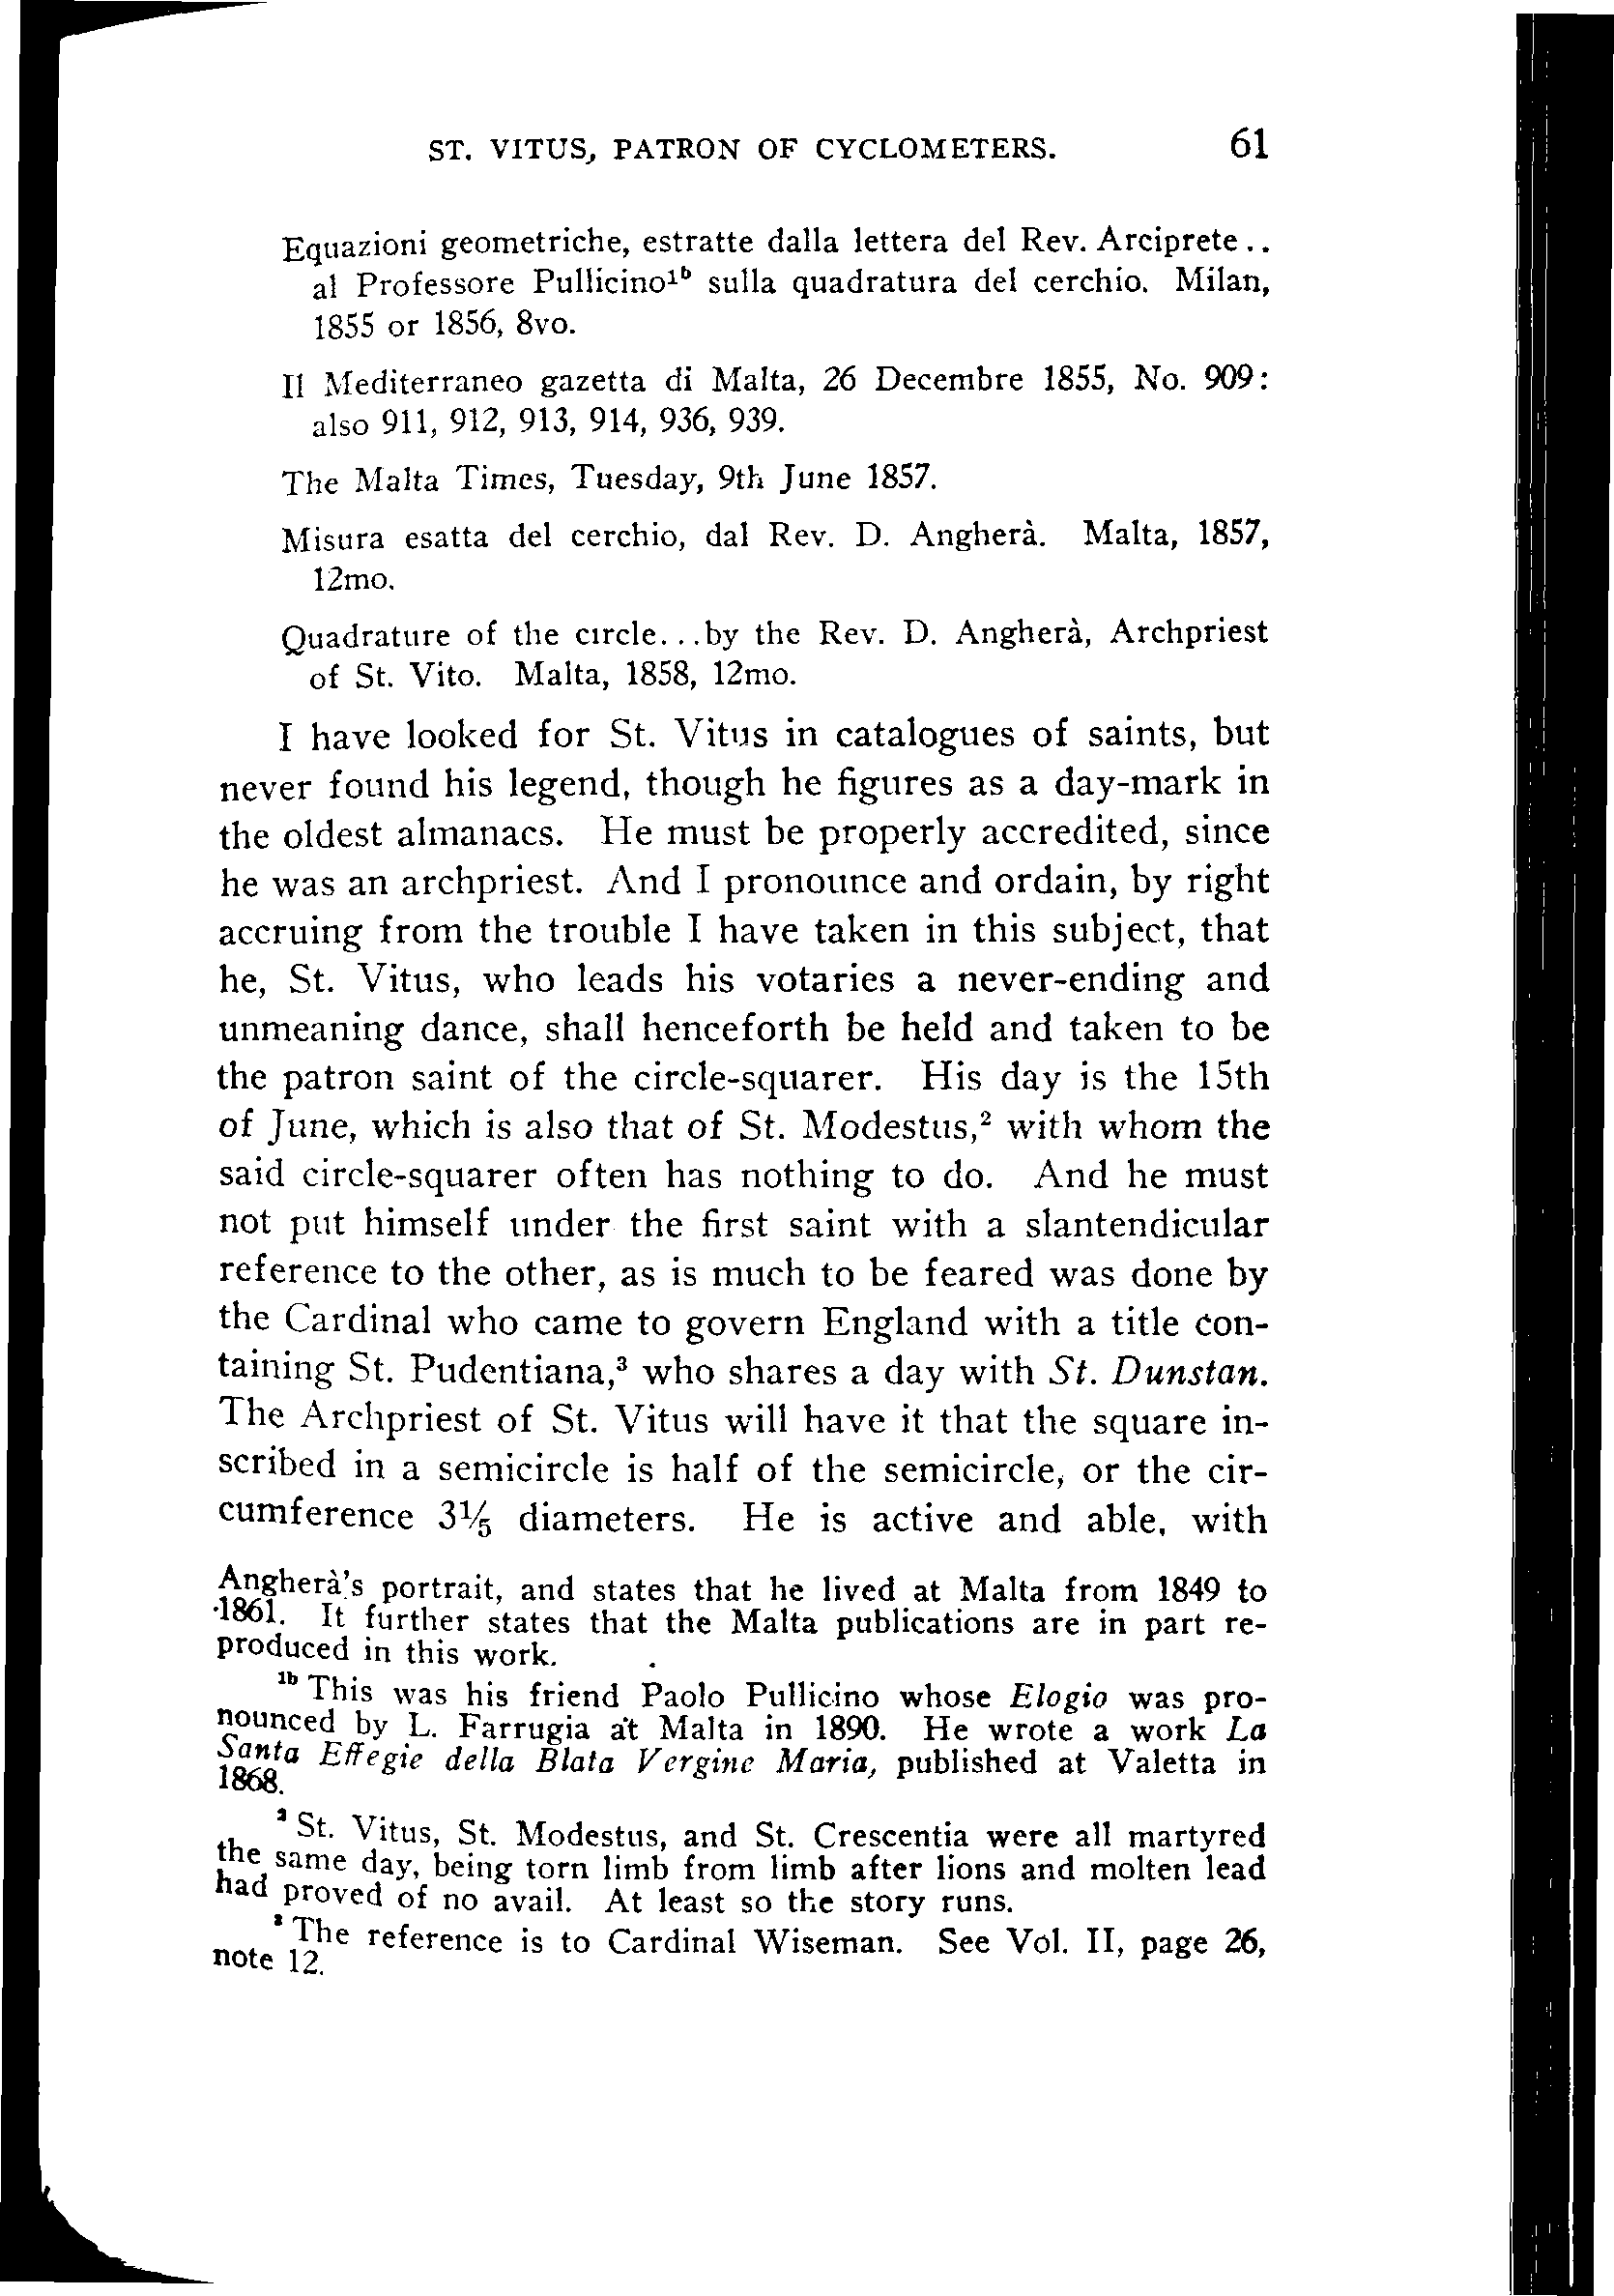 ST. VITUS, PATRON OF CYCLOMETERS. 61
Equazioni geometriche, estratte dalla lettera del Rev. Arciprete..
al Professore Pullicino¹ᵇ sulla quadratura del cerchio. Milan,
1855 or 1856, 8vo.
Il Mediterraneo gazetta di Malta, 26 Decembre 1855, No. 909:
also 911, 912, 913, 914, 936, 939.
The Malta Times, Tuesday, 9th June 1857.
Misura esatta del cerchio, dal Rev. D. Angherà. Malta, 1857,
12mo.
Quadrature of the circle...by the Rev. D. Angherà, Archpriest
of St. Vito. Malta, 1858, 12mo.
I have looked for St. Vitus in catalogues of saints, but
never found his legend, though he figures as a day-mark in
the oldest almanacs. He must be properly accredited, since
he was an archpriest. And I pronounce and ordain, by right
accruing from the trouble I have taken in this subject, that
he, St. Vitus, who leads his votaries a never-ending and
unmeaning dance, shall henceforth be held and taken to be
the patron saint of the circle-squarer. His day is the 15th
of June, which is also that of St. Modestus,² with whom the
said circle-squarer often has nothing to do. And he must
not put himself under the first saint with a slantendicular
reference to the other, as is much to be feared was done by
the Cardinal who came to govern England with a title con-
taining St. Pudentiana,³ who shares a day with St. Dunstan.
The Archpriest of St. Vitus will have it that the square in-
scribed in a semicircle is half of the semicircle, or the cir-
cumference 3⅕ diameters. He is active and able, with
Angherà's portrait, and states that he lived at Malta from 1849 to
1861. It further states that the Malta publications are in part re-
produced in this work.
¹ᵇ This was his friend Paolo Pullicino whose Elogio was pro-
nounced by L. Farrugia at Malta in 1890. He wrote a work La
Santa Effegie della Blata Vergine Maria, published at Valetta in
1868.
² St. Vitus, St. Modestus, and St. Crescentia were all martyred
the same day, being torn limb from limb after lions and molten lead
had proved of no avail. At least so the story runs.
³ The reference is to Cardinal Wiseman. See Vol. II, page 26,
note 12.